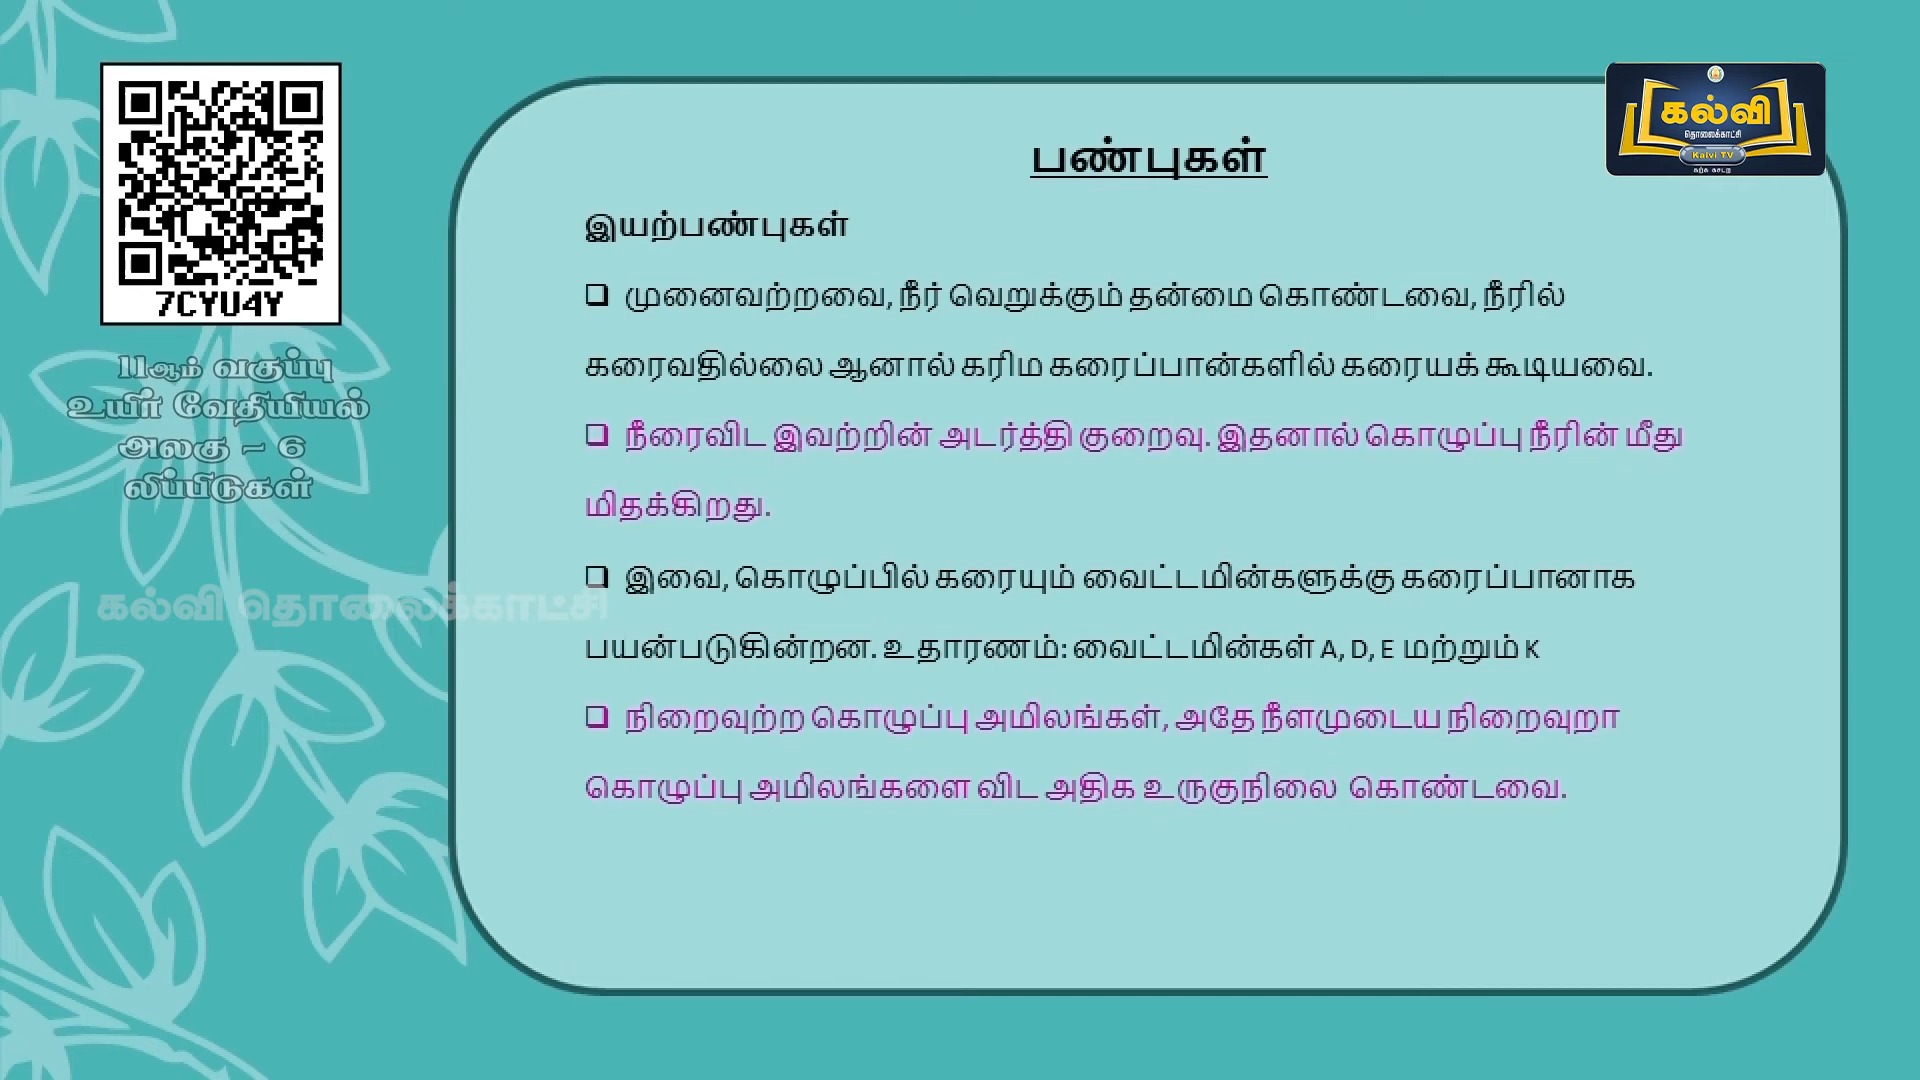 7CYU4Y
11ஆம் வகுப்பு
உயிர் வேதியியல்
அலகு – 6
லிப்பிடுகள்
கல்வி
தொலைக்காட்சி
Kalvi TV
கற்க கசடற
பண்புகள்
இயற்பண்புகள்
❑ முனைவற்றவை, நீர் வெறுக்கும் தன்மை கொண்டவை, நீரில்
கரைவதில்லை ஆனால் கரிம கரைப்பான்களில் கரையக் கூடியவை.
❑ நீரைவிட இவற்றின் அடர்த்தி குறைவு. இதனால் கொழுப்பு நீரின் மீது
மிதக்கிறது.
❑ இவை, கொழுப்பில் கரையும் வைட்டமின்களுக்கு கரைப்பானாக
கல்வி தொலைக்காட்சி
பயன்படுகின்றன. உதாரணம்: வைட்டமின்கள் A, D, E மற்றும் K
❑ நிறைவுற்ற கொழுப்பு அமிலங்கள், அதே நீளமுடைய நிறைவுறா
கொழுப்பு அமிலங்களை விட அதிக உருகுநிலை கொண்டவை.